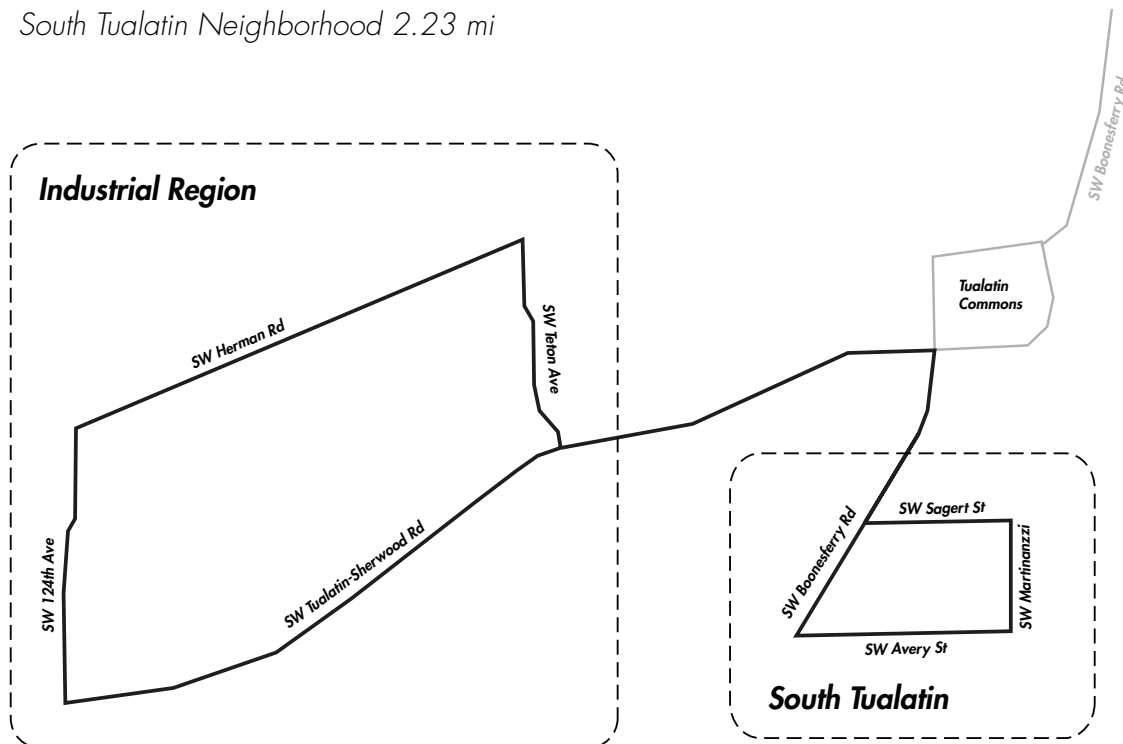 South Tualatin Neighborhood 2.23 mi
SW Boonesferry Rd
Industrial Region
Tualatin
Commons
SW Herman Rd
SW Teton Ave
SW Sagert St
SW Boonesferry Rd
SW Tualatin-Sherwood Rd
SW 124th Ave
SW Martinanzzi
SW Avery St
South Tualatin